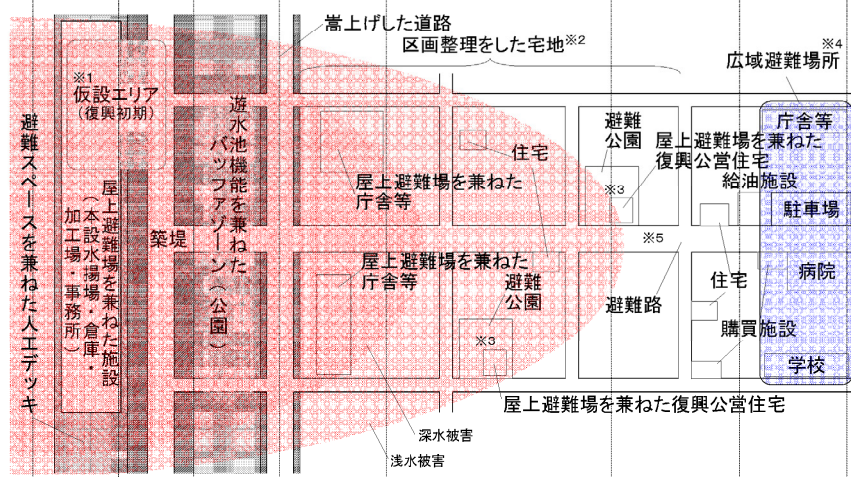 嵩上げした道路
区画整理をした宅地※2
※4
広域避難場所
※1
仮設エリア
（復興初期）
避難スペースを兼ねた人工デッキ
屋上避難場を兼ねた施設
（本設水揚場・倉庫・
加工場・事務所）
築堤
遊水池機能を兼ねた
バッファゾーン（公園）
屋上避難場を兼ねた
庁舎等
住宅
避難
公園
※3
屋上避難場を兼ねた
復興公営住宅
給油施設
庁舎等
駐車場
病院
学校
※5
屋上避難場を兼ねた
庁舎等
避難
公園
※3
避難路
住宅
購買施設
屋上避難場を兼ねた復興公営住宅
深水被害
浅水被害